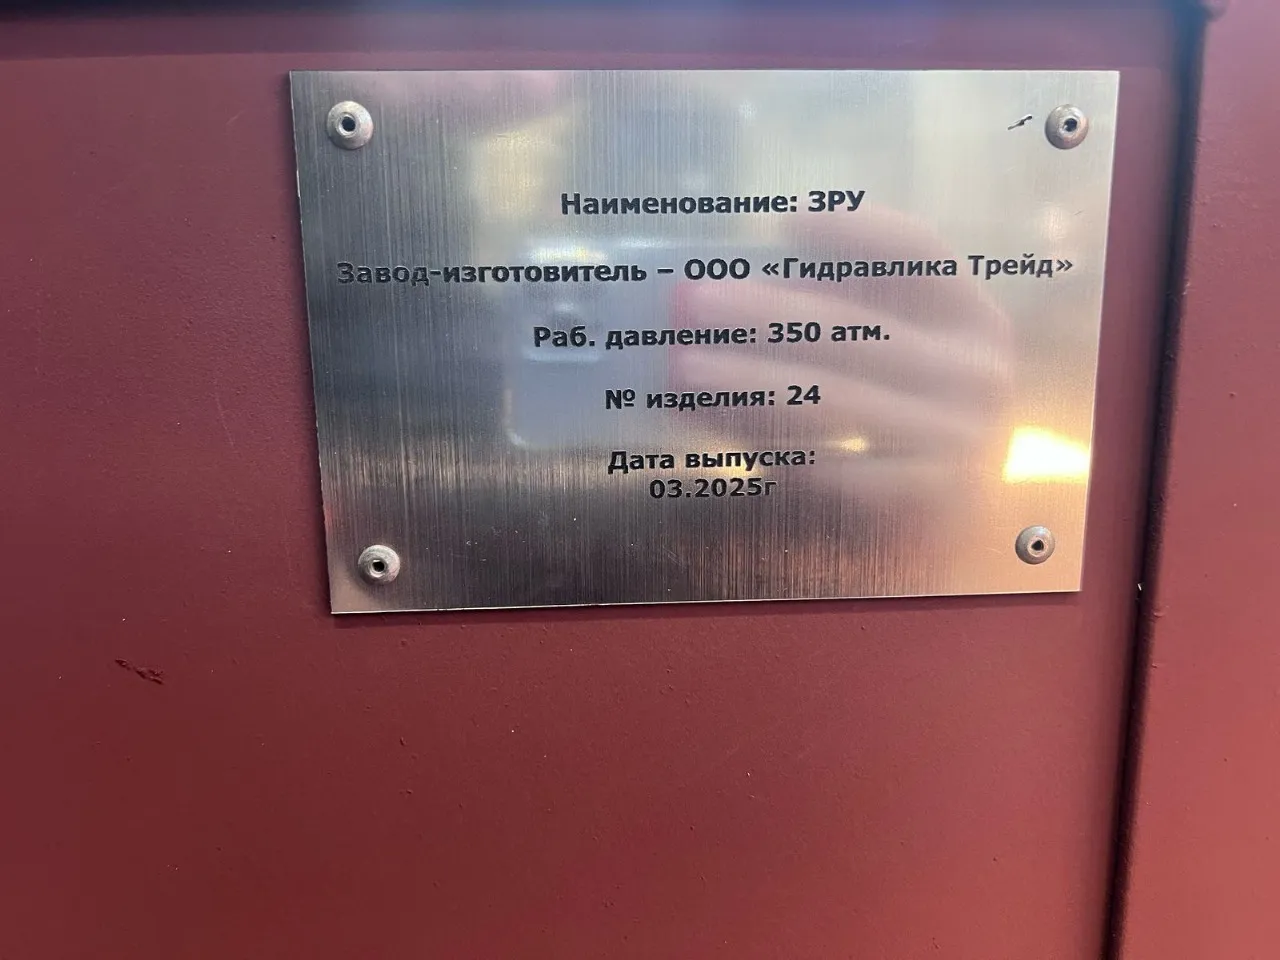 Наименование: ЗРУ
Завод-изготовитель – ООО «Гидравлика Трейд»
Раб. давление: 350 атм.
№ изделия: 24
Дата выпуска:
03.2025г